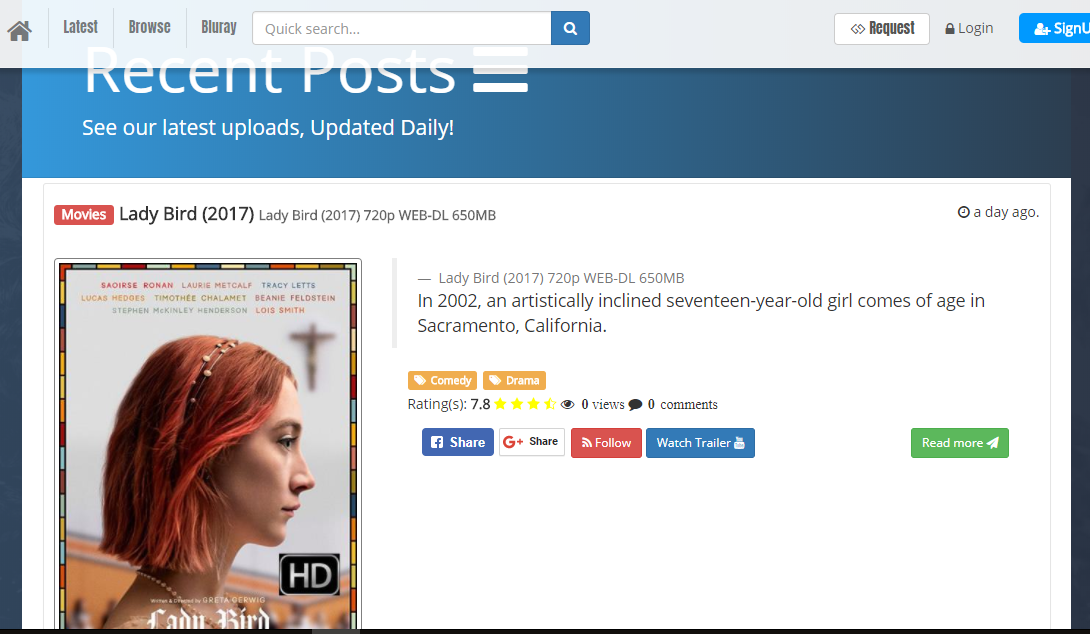 Latest Browse Bluray Quick search... Request Login SignU
Recent Posts
See our latest uploads, Updated Daily!
Movies Lady Bird (2017) Lady Bird (2017) 720p WEB-DL 650MB a day ago.
SAOIRSE RONAN LAURIE METCALF TRACY LETTS
LUCAS HEDGES TIMOTHÉE CHALAMET BEANIE FELDSTEIN
STEPHEN McKINLEY HENDERSON LOIS SMITH
HD
Written & Directed by GRETA GERWIG
Lady Bird
— Lady Bird (2017) 720p WEB-DL 650MB
In 2002, an artistically inclined seventeen-year-old girl comes of age in
Sacramento, California.
Comedy Drama
Rating(s): 7.8 0 views 0 comments
Share G+ Share Follow Watch Trailer Read more